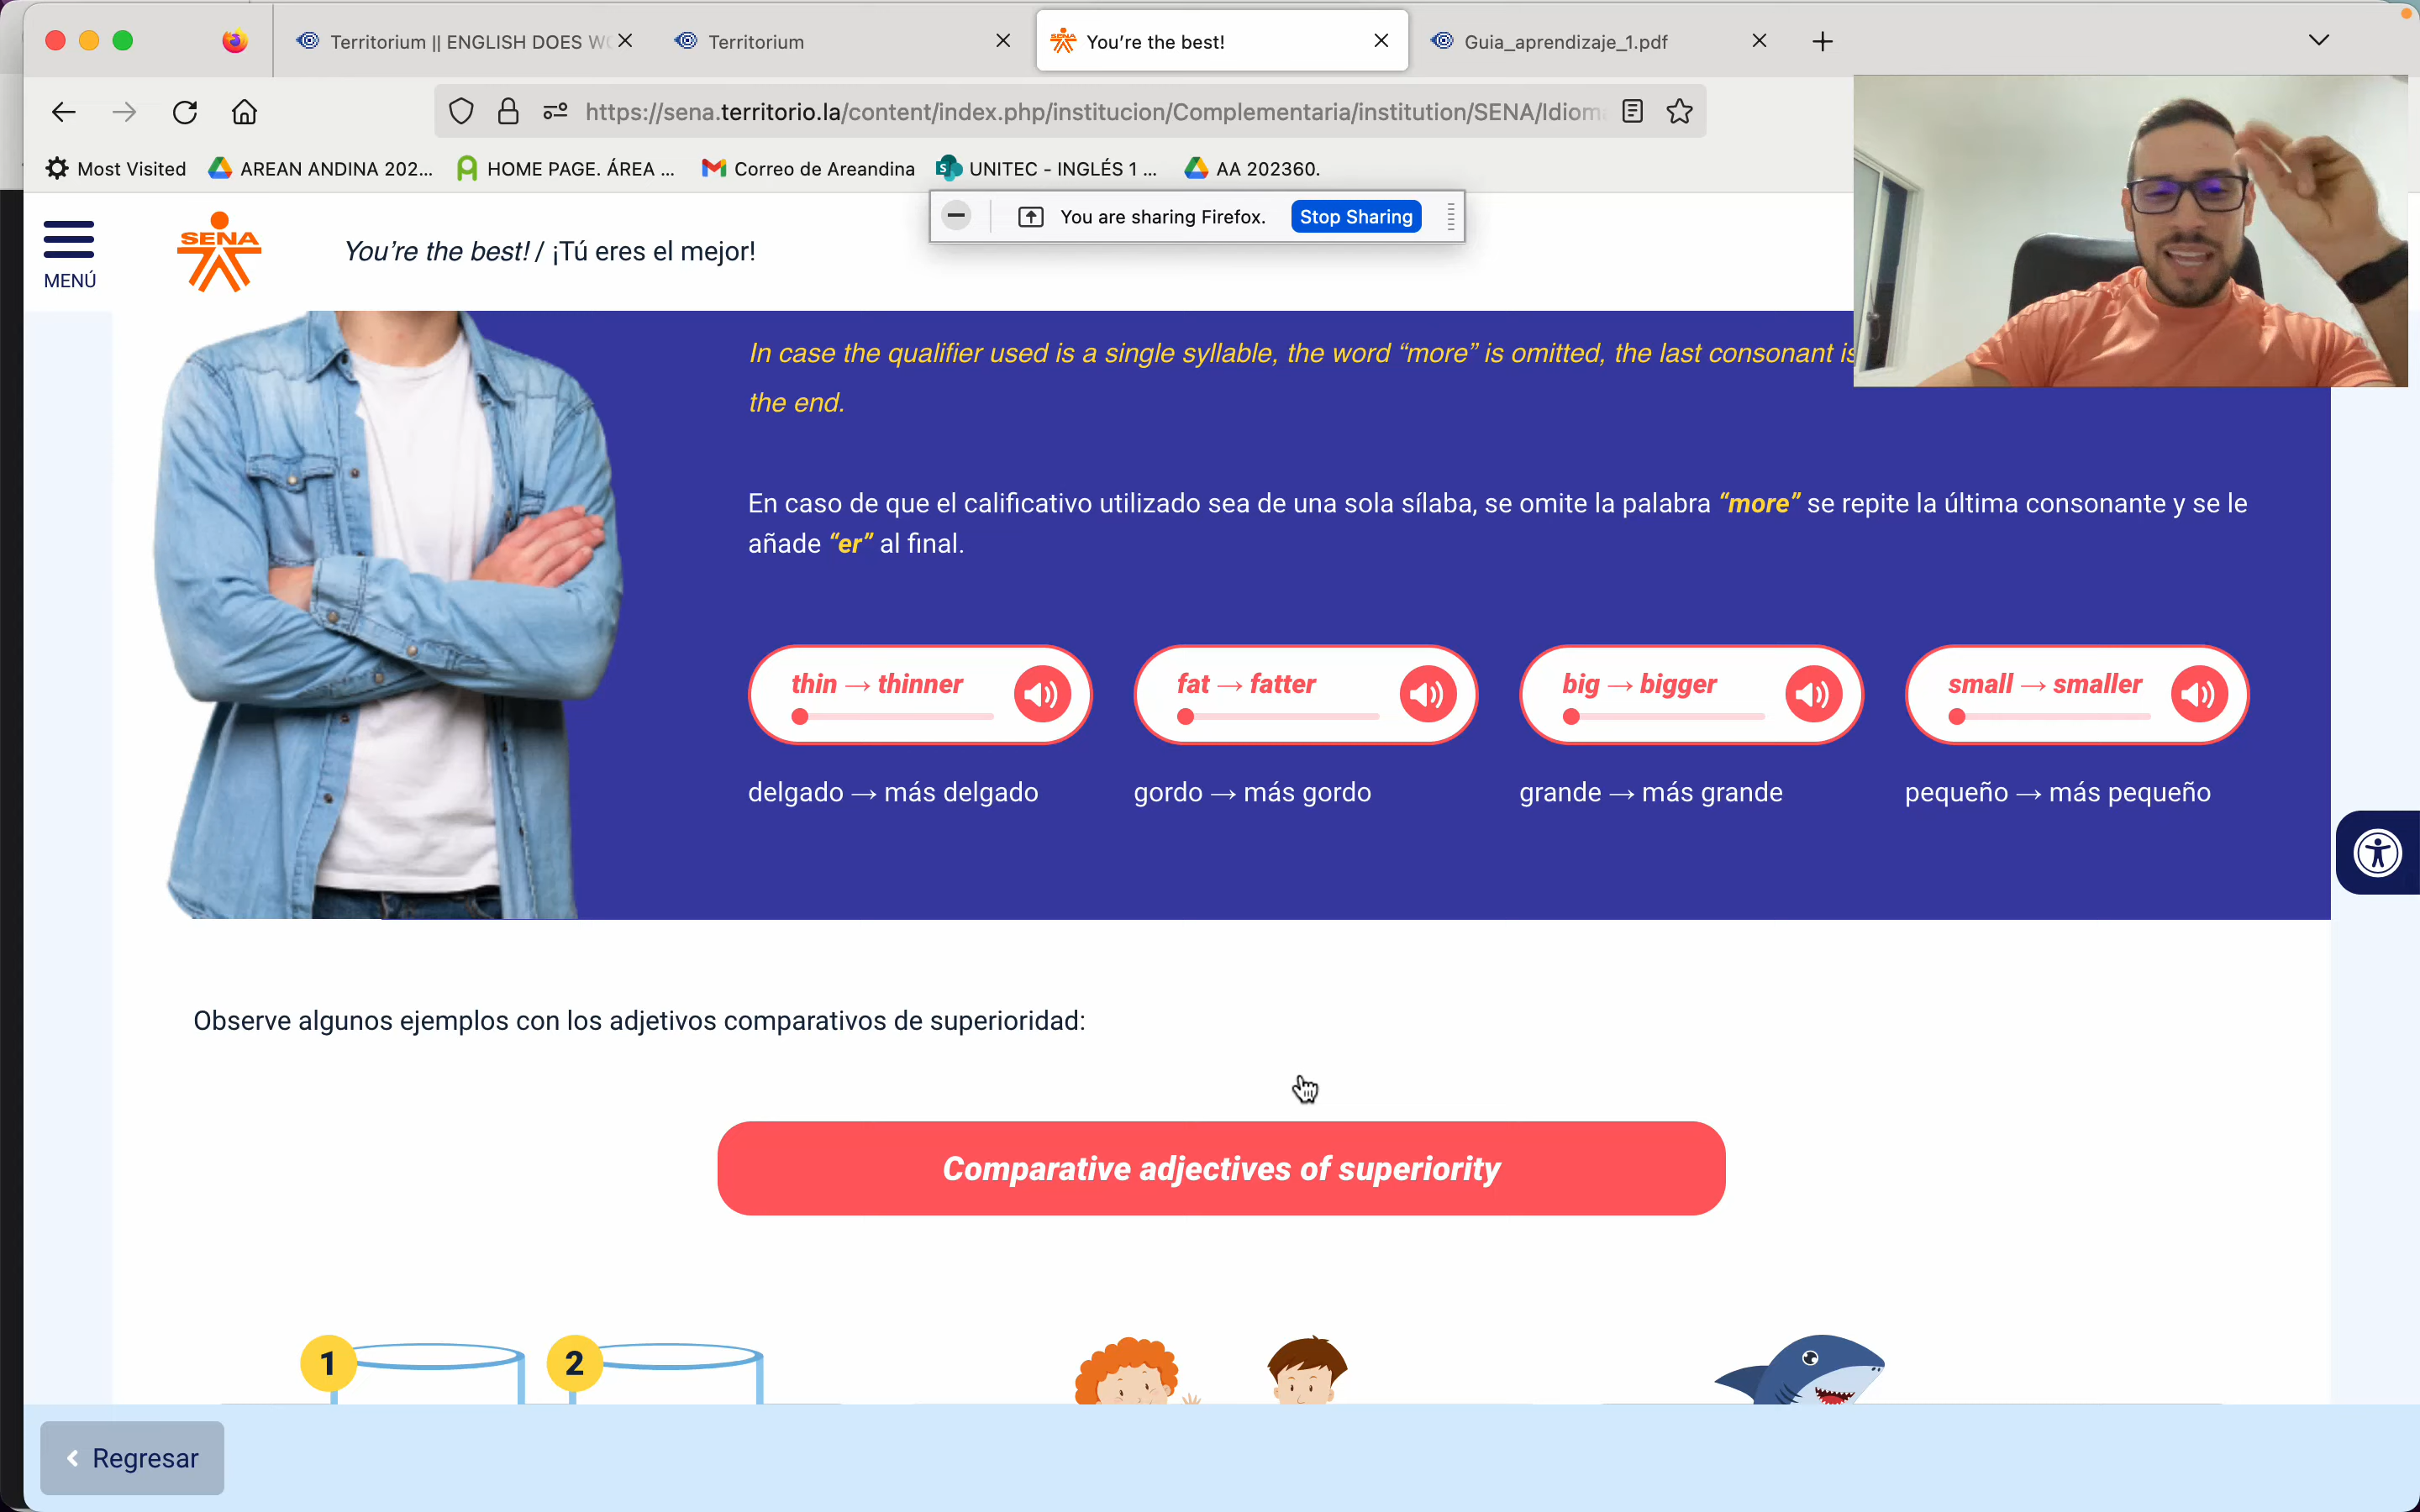 Territorium || ENGLISH DOES WO
Territorium
You're the best!
Guia_aprendizaje_1.pdf
https://sena.territorio.la/content/index.php/institucion/Complementaria/institution/SENA/Idiom
Most Visited
AREAN ANDINA 202...
HOME PAGE. ÁREA ...
Correo de Areandina
UNITEC - INGLÉS 1 ...
AA 202360.
You are sharing Firefox.
Stop Sharing
MENÚ
SENA
You're the best! / ¡Tú eres el mejor!
In case the qualifier used is a single syllable, the word “more” is omitted, the last consonant is
the end.
En caso de que el calificativo utilizado sea de una sola sílaba, se omite la palabra “more” se repite la última consonante y se le
añade “er” al final.
thin → thinner
fat → fatter
big → bigger
small → smaller
delgado → más delgado
gordo → más gordo
grande → más grande
pequeño → más pequeño
Observe algunos ejemplos con los adjetivos comparativos de superioridad:
Comparative adjectives of superiority
1
2
Regresar